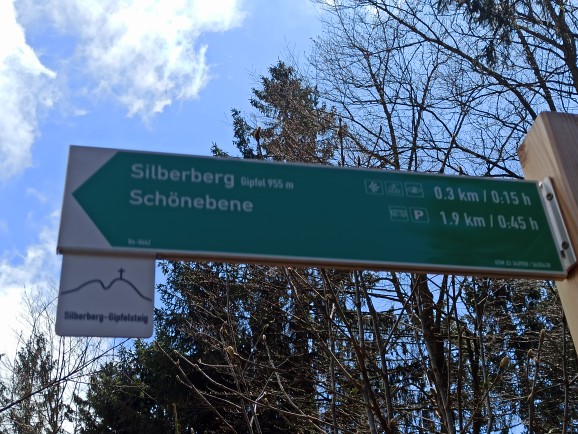 Silberberg Gipfel 955 m 0.3 km / 0:15 h
Schönebene P 1.9 km / 0:45 h
Silberberg-Gipfelsteig